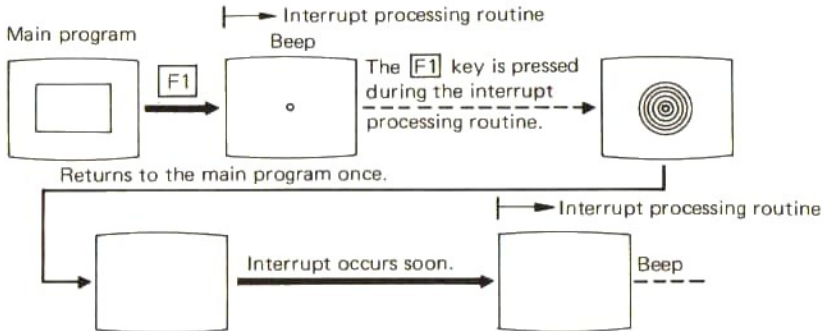 Interrupt processing routine
Main program
Beep
F1
The F1 key is pressed
during the interrupt
processing routine.
Returns to the main program once.
Interrupt processing routine
Interrupt occurs soon.
Beep